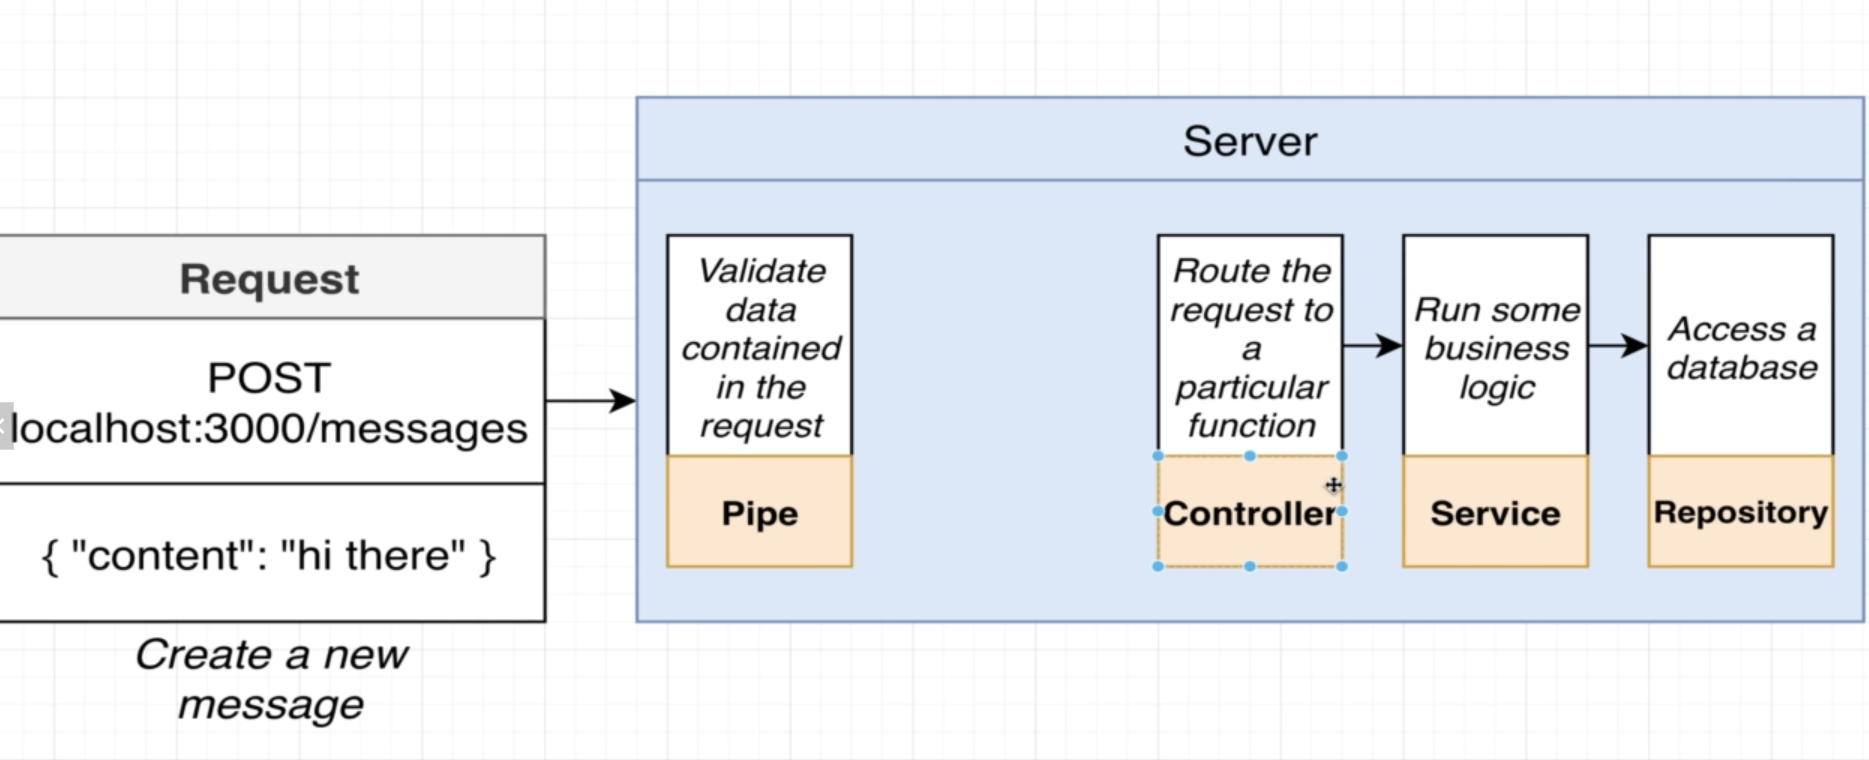 Server
Request
POST
localhost:3000/messages
{ "content": "hi there" }
Create a new
message
Validate
data
contained
in the
request
Pipe
Route the
request to
a
particular
function
Controller
Run some
business
logic
Service
Access a
database
Repository